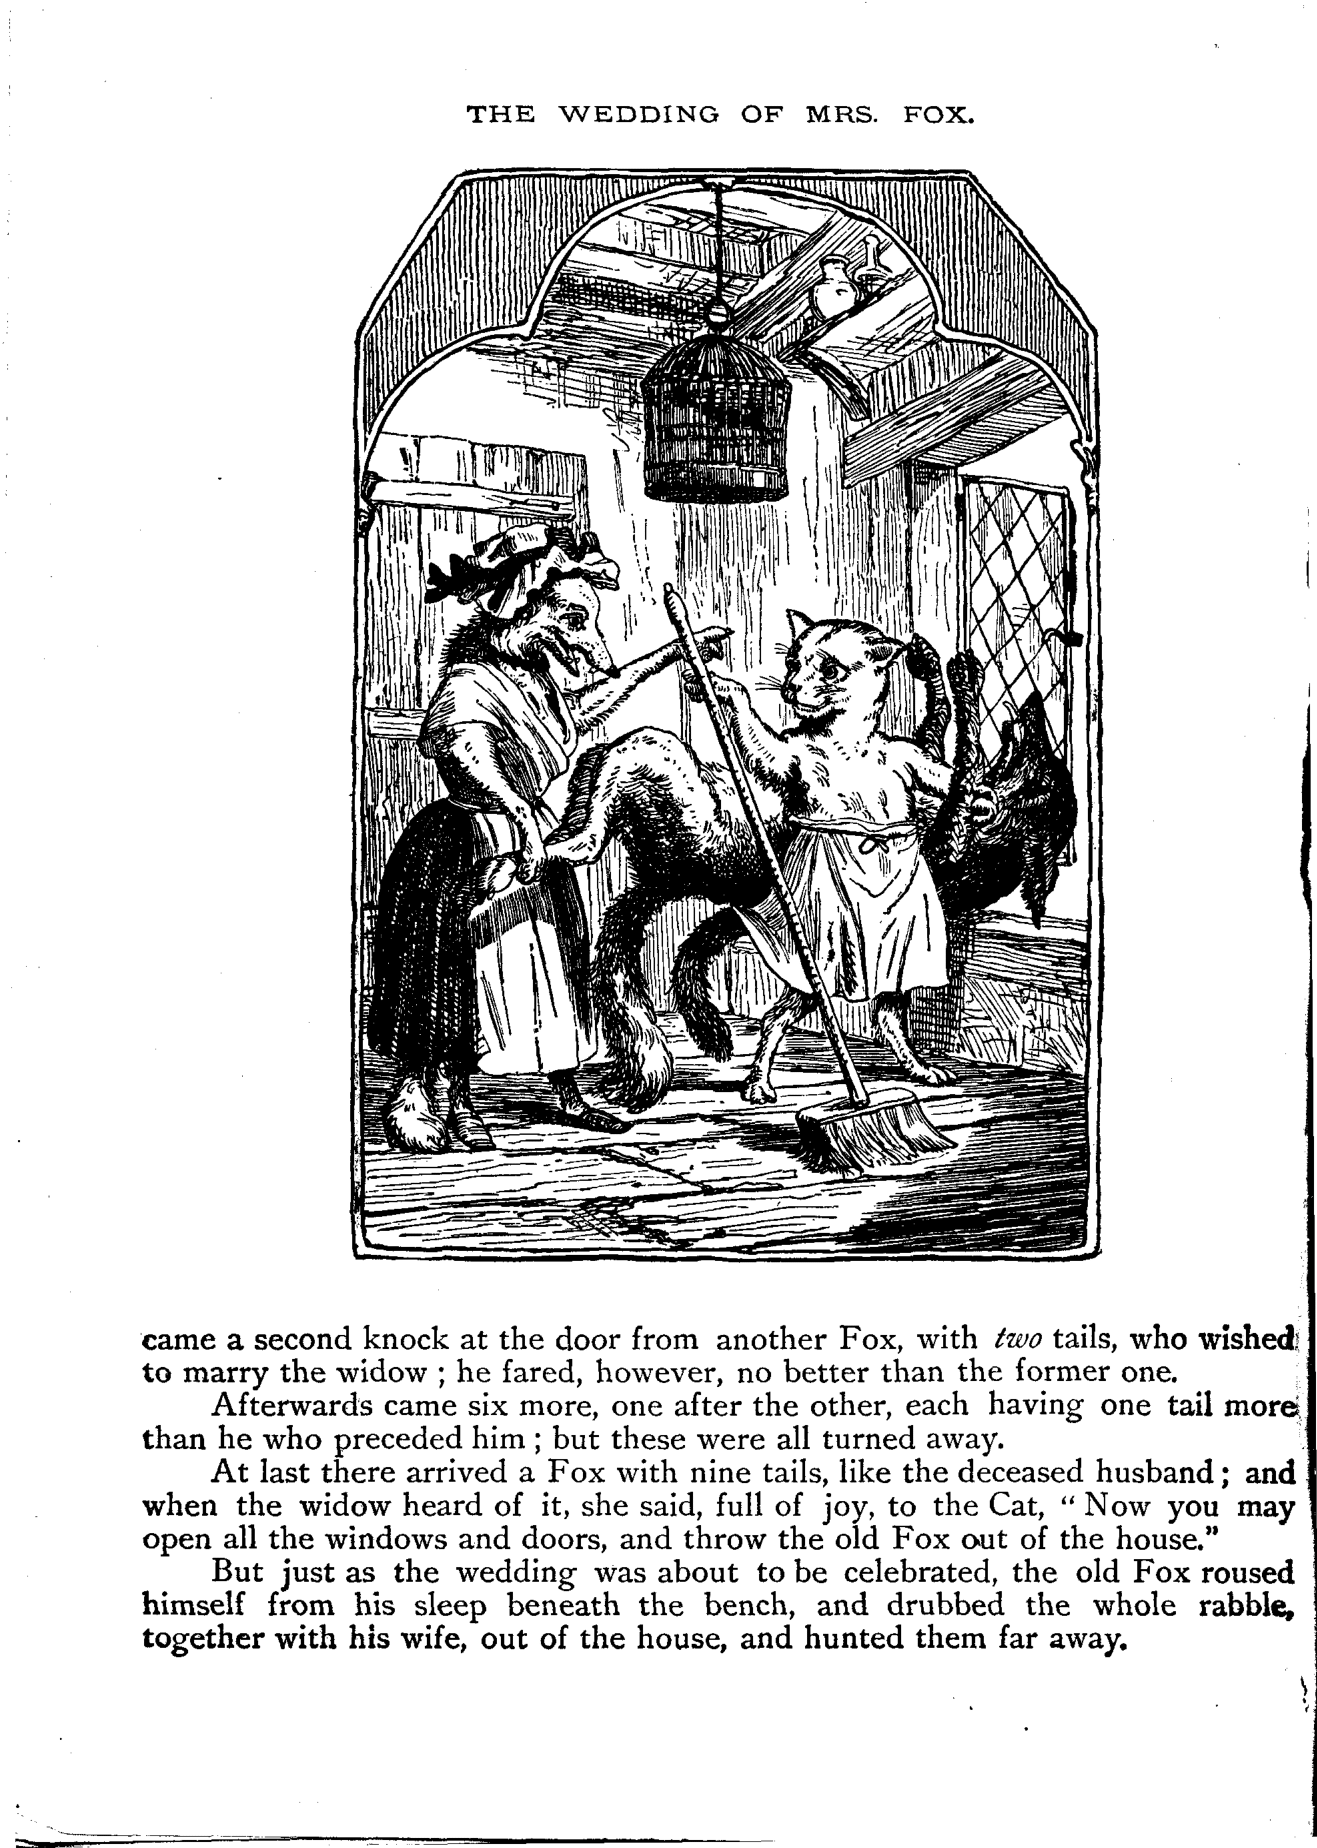 THE WEDDING OF MRS. FOX.
came a second knock at the door from another Fox, with two tails, who wished
to marry the widow ; he fared, however, no better than the former one.
Afterwards came six more, one after the other, each having one tail more
than he who preceded him ; but these were all turned away.
At last there arrived a Fox with nine tails, like the deceased husband ; and
when the widow heard of it, she said, full of joy, to the Cat, “ Now you may
open all the windows and doors, and throw the old Fox out of the house.”
But just as the wedding was about to be celebrated, the old Fox roused
himself from his sleep beneath the bench, and drubbed the whole rabble,
together with his wife, out of the house, and hunted them far away.